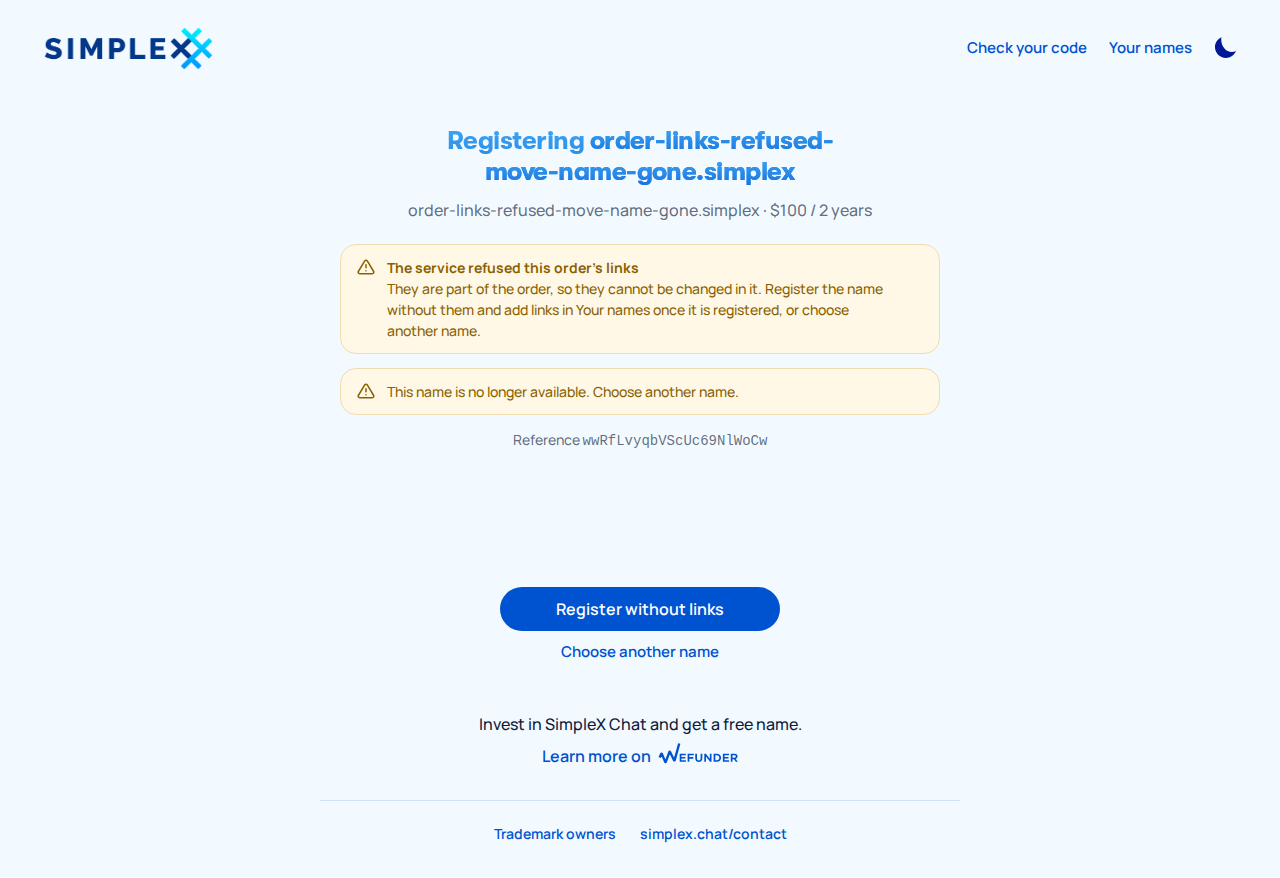 SIMPLEX
Check your code
Your names
Registering order-links-refused-
move-name-gone.simplex
order-links-refused-move-name-gone.simplex · $100 / 2 years
The service refused this order's links
They are part of the order, so they cannot be changed in it. Register the name
without them and add links in Your names once it is registered, or choose
another name.
This name is no longer available. Choose another name.
Reference wwRfLvyqbVScUc69NlWoCw
Register without links
Choose another name
Invest in SimpleX Chat and get a free name.
Learn more on WEFUNDER
Trademark owners
simplex.chat/contact